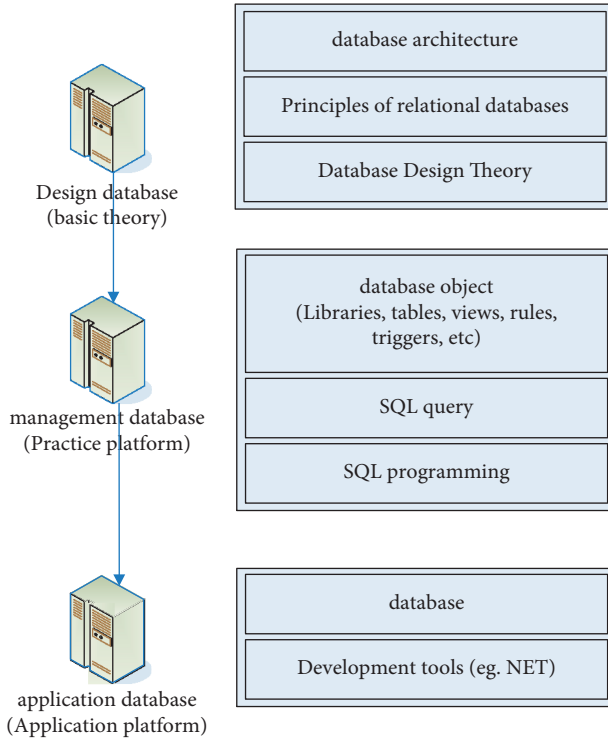 database architecture
Principles of relational databases
Database Design Theory
Design database
(basic theory)
database object
(Libraries, tables, views, rules,
triggers, etc)
SQL query
SQL programming
management database
(Practice platform)
database
Development tools (eg. NET)
application database
(Application platform)